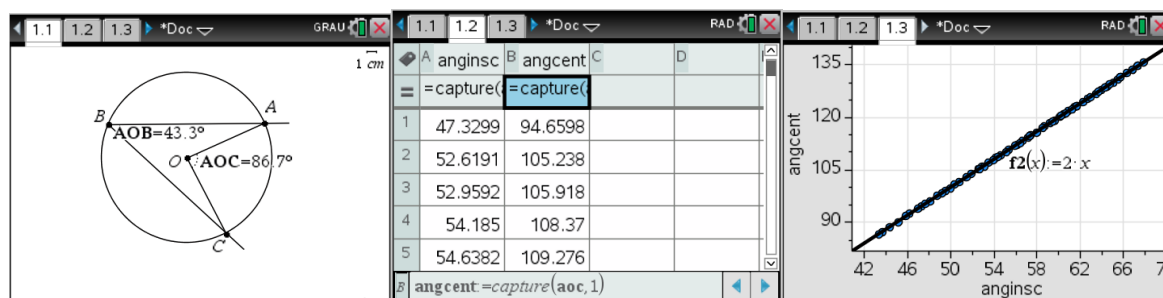 1.1 1.2 1.3 *Doc GRAU
1 cm
B
A
AOB=43.3°
O
AOC=86.7°
C
1.1 1.2 1.3 *Doc RAD
A anginsc B angcent C D
= =capture( =capture(
1 47.3299 94.6598
2 52.6191 105.238
3 52.9592 105.918
4 54.185 108.37
5 54.6382 109.276
B angcent:=capture(aoc,1)
1.1 1.2 1.3 *Doc RAD
135
120
105
90
angcent
f2(x):=2·x
42 46 50 54 58 62 66
anginsc